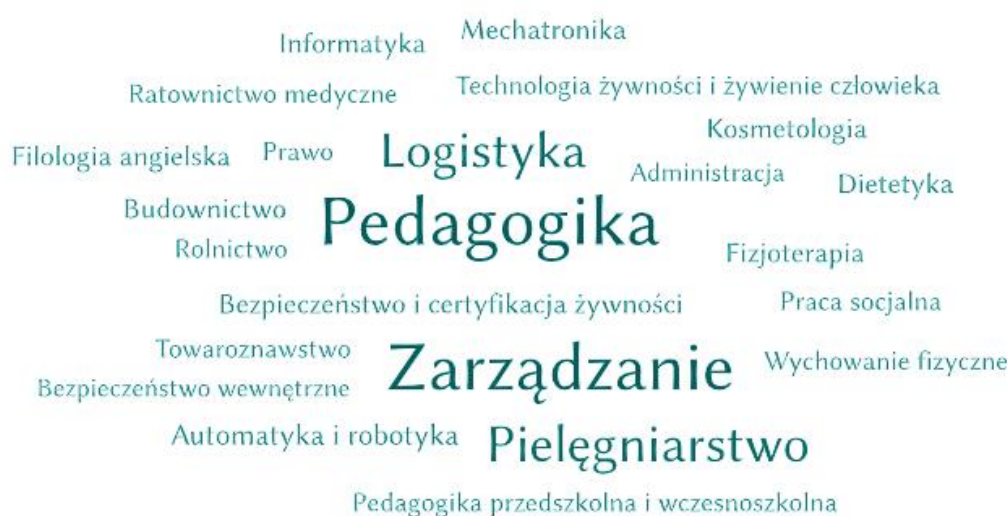 Informatyka
Mechatronika
Ratownictwo medyczne
Technologia żywności i żywienie człowieka
Filologia angielska
Prawo
Logistyka
Kosmetologia
Administracja
Dietetyka
Budownictwo
Pedagogika
Rolnictwo
Fizjoterapia
Bezpieczeństwo i certyfikacja żywności
Praca socjalna
Towaroznawstwo
Zarządzanie
Wychowanie fizyczne
Bezpieczeństwo wewnętrzne
Automatyka i robotyka
Pielęgniarstwo
Pedagogika przedszkolna i wczesnoszkolna